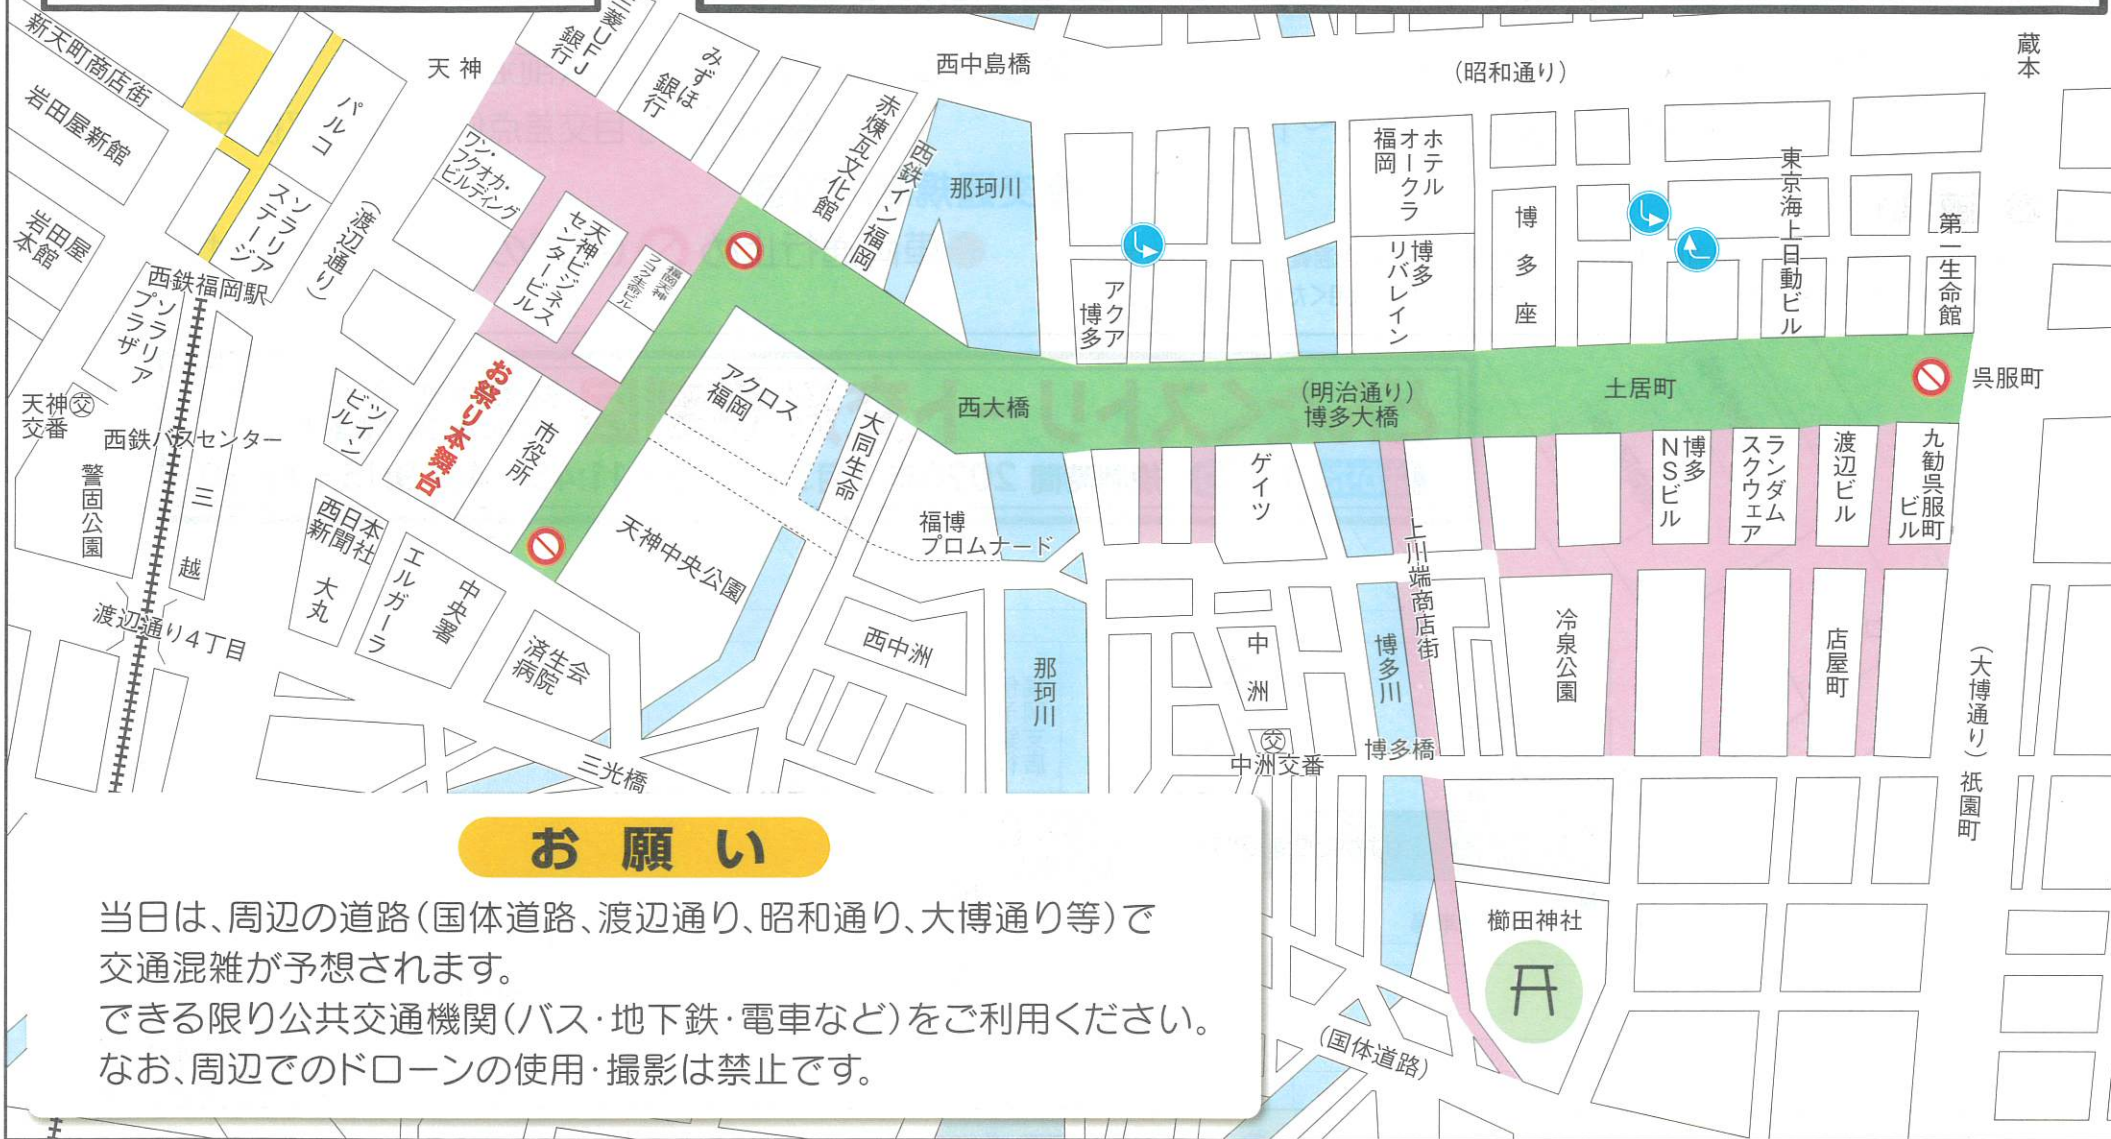 新天町商店街
岩田屋新館
岩田屋
本館
パルコ
ソラリア
ステージ
(渡辺通り)
西鉄福岡駅
ソラリア
プラザ
天神
交番
交
西鉄バスセンター
警固公園
三越
渡辺通り4丁目
天神
三菱UFJ
銀行
みずほ
銀行
赤煉瓦文化館
西鉄イン福岡
ワン・
フクオカ・
ビルディング
天神ビジネス
センタービルズ
福岡天神
フコク生命ビル
お祭り本舞台
市役所
ツイン
ビル
西日本
新聞社
大丸
エルガーラ
中央署
済生会
病院
アクロス
福岡
天神中央公園
大同生命
福博
プロムナード
西中洲
三光橋
西中島橋
那珂川
西大橋
那珂川
アクア
博多
(昭和通り)
蔵本
ホテル
オークラ
福岡
博多
リバレイン
博多座
東京海上日動ビル
第一生命館
(明治通り)
博多大橋
土居町
呉服町
ゲイツ
上川端商店街
博多
NSビル
ランダム
スクウェア
渡辺ビル
九勧呉服町
ビル
中洲
博多川
冷泉公園
店屋町
(大博通り)
祇園町
交
中洲交番
博多橋
櫛田神社
(国体道路)
お願い
当日は、周辺の道路(国体道路、渡辺通り、昭和通り、大博通り等)で
交通混雑が予想されます。
できる限り公共交通機関(バス・地下鉄・電車など)をご利用ください。
なお、周辺でのドローンの使用・撮影は禁止です。